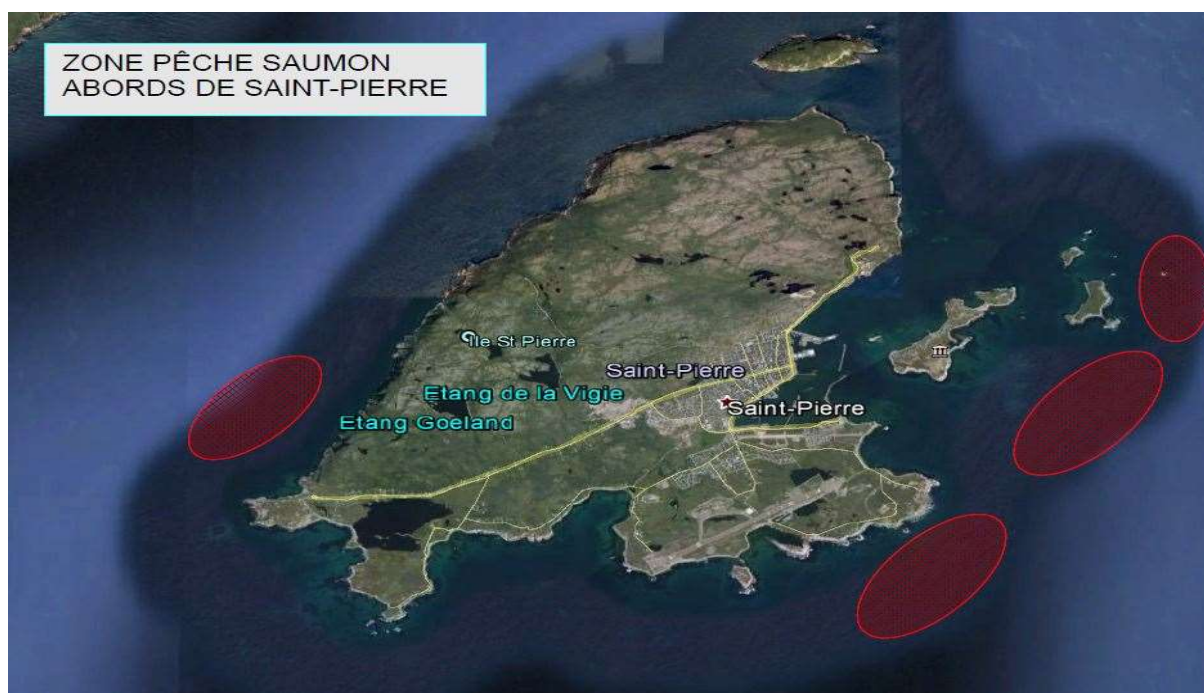 ZONE PÊCHE SAUMON
ABORDS DE SAINT-PIERRE
Ile St Pierre
Saint-Pierre
Etang de la Vigie
Saint-Pierre
Etang Goeland